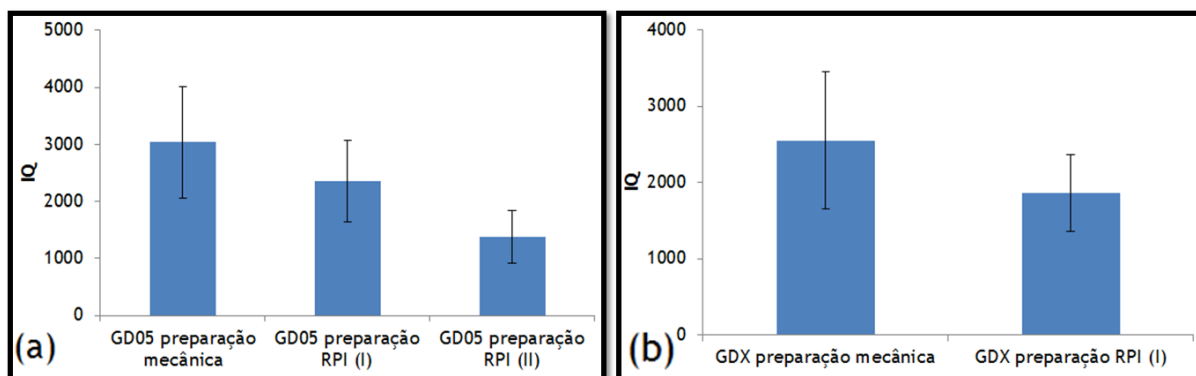 5000
4000
3000
2000
1000
0
IQ
GD05 preparação mecânica
GD05 preparação RPI (I)
GD05 preparação RPI (II)
(a)
4000
3000
2000
1000
0
IQ
GDX preparação mecânica
GDX preparação RPI (I)
(b)